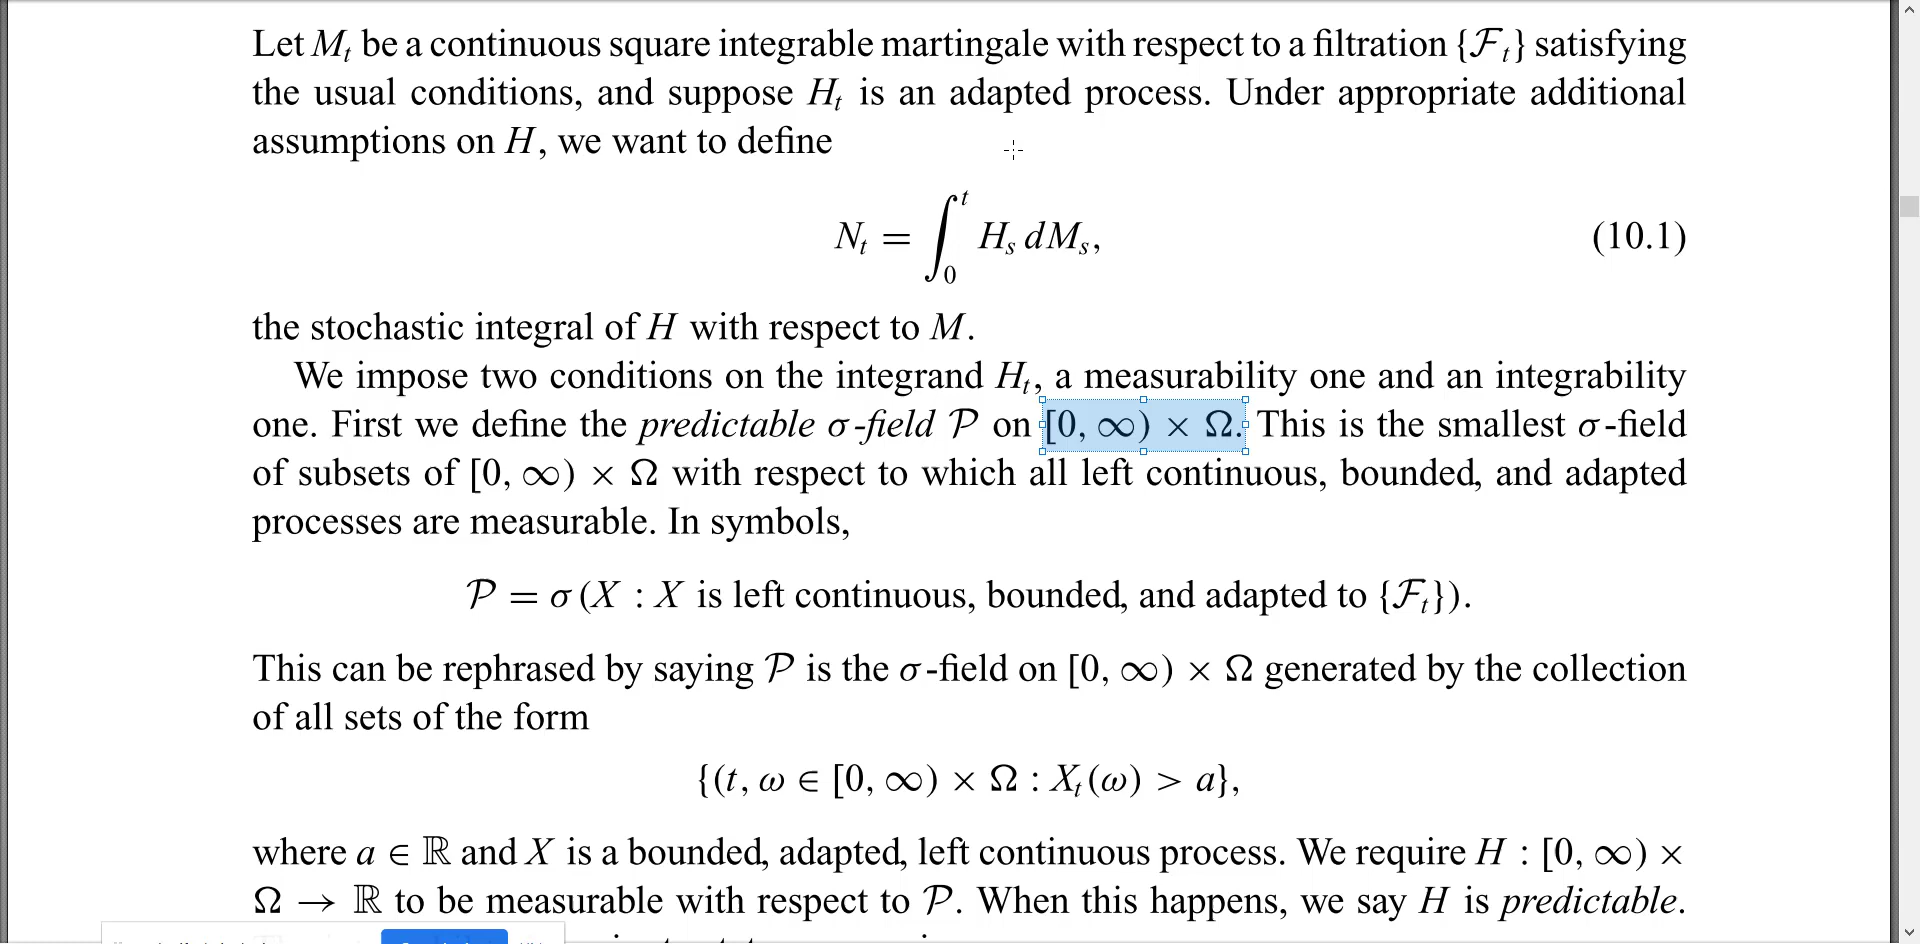 Let M_t be a continuous square integrable martingale with respect to a filtration {ℱ_t} satisfying
the usual conditions, and suppose H_t is an adapted process. Under appropriate additional
assumptions on H, we want to define
N_t = ∫_0^t H_s dM_s, (10.1)
the stochastic integral of H with respect to M.
We impose two conditions on the integrand H_t, a measurability one and an integrability
one. First we define the predictable σ-field 𝒫 on [0, ∞) × Ω. This is the smallest σ-field
of subsets of [0, ∞) × Ω with respect to which all left continuous, bounded, and adapted
processes are measurable. In symbols,
𝒫 = σ(X : X is left continuous, bounded, and adapted to {ℱ_t}).
This can be rephrased by saying 𝒫 is the σ-field on [0, ∞) × Ω generated by the collection
of all sets of the form
{(t, ω ∈ [0, ∞) × Ω : X_t(ω) > a},
where a ∈ ℝ and X is a bounded, adapted, left continuous process. We require H : [0, ∞) ×
Ω → ℝ to be measurable with respect to 𝒫. When this happens, we say H is predictable.